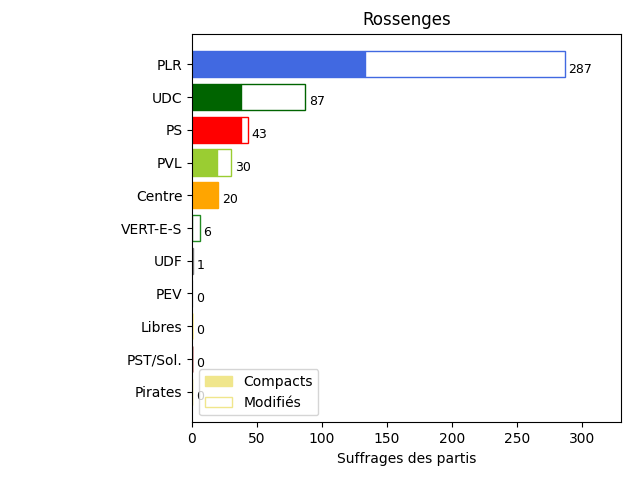 Rossenges
PLR 287
UDC 87
PS 43
PVL 30
Centre 20
VERT-E-S 6
UDF 1
PEV 0
Libres 0
PST/Sol. 0
Pirates 0
Compacts
Modifiés
0 50 100 150 200 250 300
Suffrages des partis